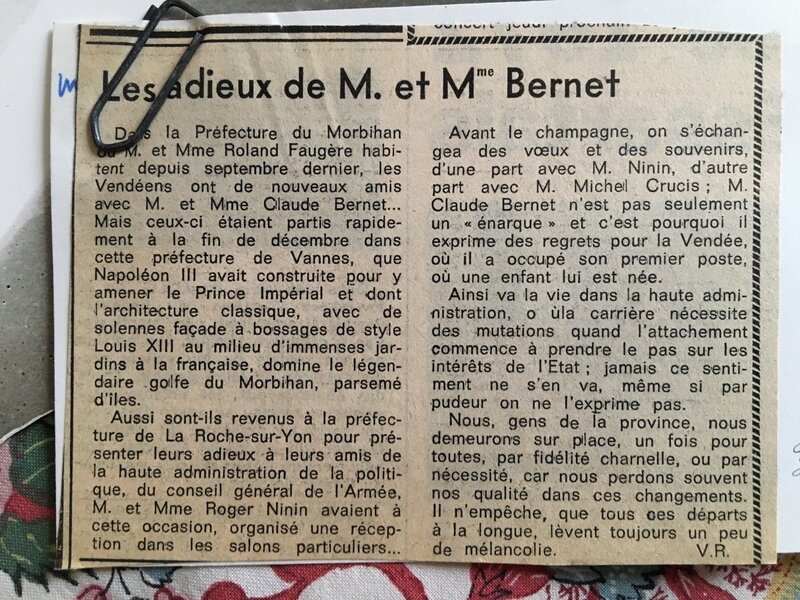 concert jeudi prochain
Les adieux de M. et Mme Bernet
Dans la Préfecture du Morbihan
où M. et Mme Roland Faugère habi-
tent depuis septembre dernier, les
Vendéens ont de nouveaux amis
avec M. et Mme Claude Bernet...
Mais ceux-ci étaient partis rapide-
ment à la fin de décembre dans
cette préfecture de Vannes, que
Napoléon III avait construite pour y
amener le Prince Impérial et dont
l'architecture classique, avec de
solennes façade à bossages de style
Louis XIII au milieu d'immenses jar-
dins à la française, domine le légen-
daire golfe du Morbihan, parsemé
d'îles.
Aussi sont-ils revenus à la préfec-
ture de La Roche-sur-Yon pour pré-
senter leurs adieux à leurs amis de
la haute administration de la politi-
que, du conseil général de l'Armée,
M. et Mme Roger Ninin avaient à
cette occasion, organisé une récep-
tion dans les salons particuliers...
Avant le champagne, on s'échan-
gea des vœux et des souvenirs,
d'une part avec M. Ninin, d'autre
part avec M. Michel Crucis ; M.
Claude Bernet n'est pas seulement
un « énarque » et c'est pourquoi il
exprime des regrets pour la Vendée,
où il a occupé son premier poste,
où une enfant lui est née.
Ainsi va la vie dans la haute admi-
nistration, o ùla carrière nécessite
des mutations quand l'attachement
commence à prendre le pas sur les
intérêts de l'Etat ; jamais ce senti-
ment ne s'en va, même si par
pudeur on ne l'exprime pas.
Nous, gens de la province, nous
demeurons sur place, un fois pour
toutes, par fidélité charnelle, ou par
nécessité, car nous perdons souvent
nos qualité dans ces changements.
Il n'empêche, que tous ces départs
à la longue, lèvent toujours un peu
de mélancolie. V.R.